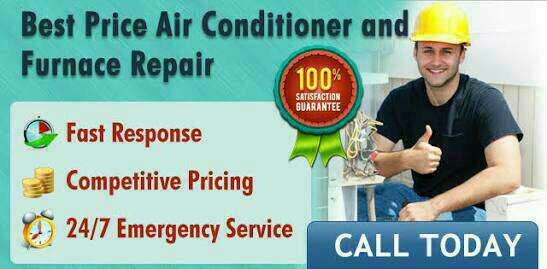 Best Price Air Conditioner and
Furnace Repair
100%
SATISFACTION
GUARANTEE
Fast Response
Competitive Pricing
24/7 Emergency Service
CALL TODAY